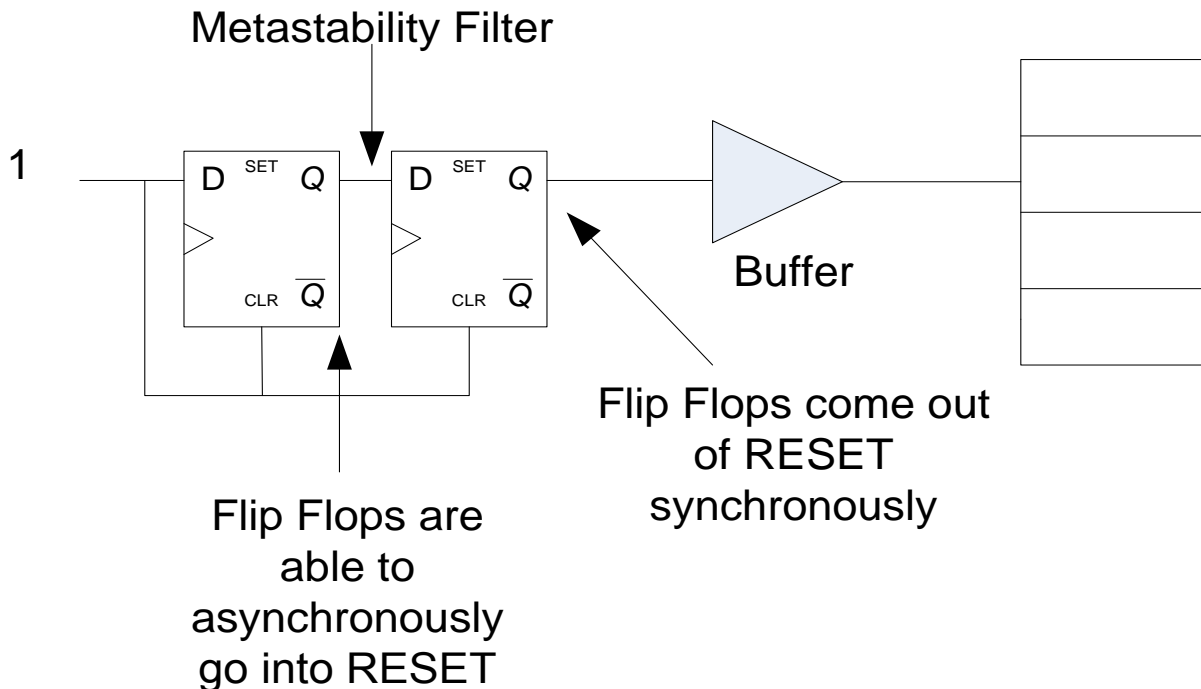 Metastability Filter
1
D SET Q
CLR Q
D SET Q
CLR Q
Buffer
Flip Flops come out
of RESET
synchronously
Flip Flops are
able to
asynchronously
go into RESET